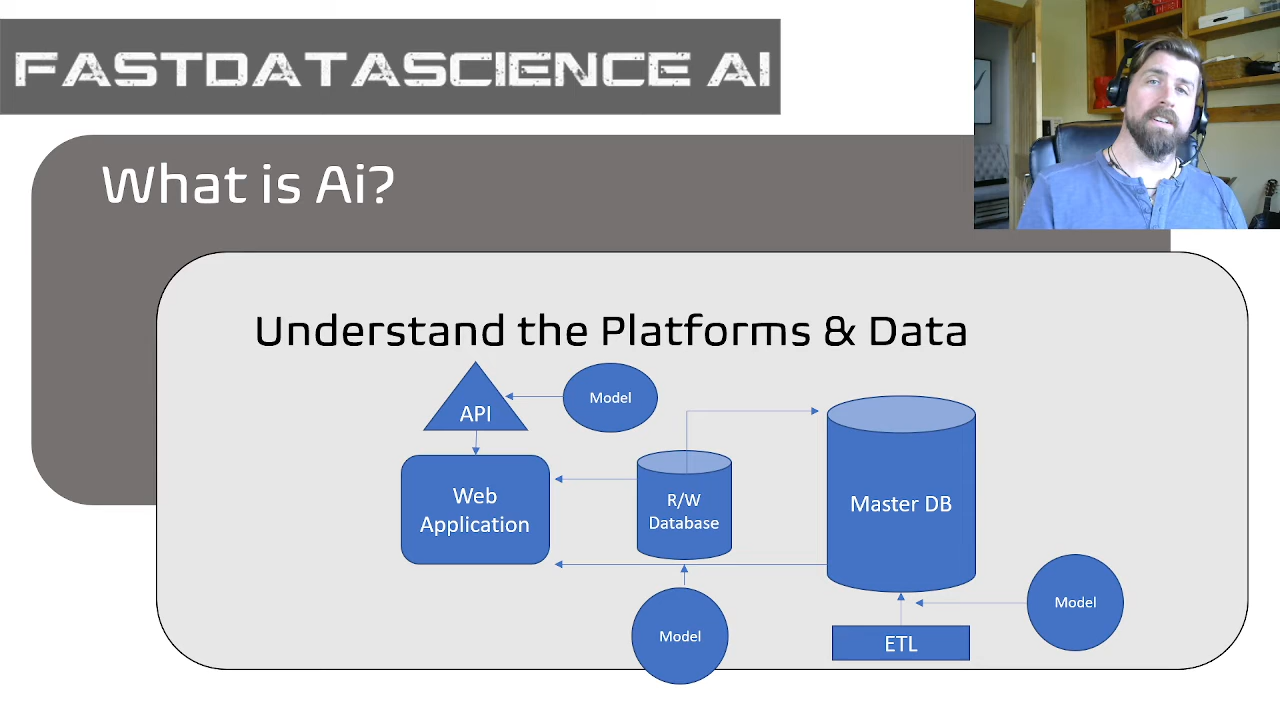 FASTDATASCIENCE AI
What is Ai?
Understand the Platforms & Data
API
Model
Web
Application
R/W
Database
Master DB
Model
Model
ETL